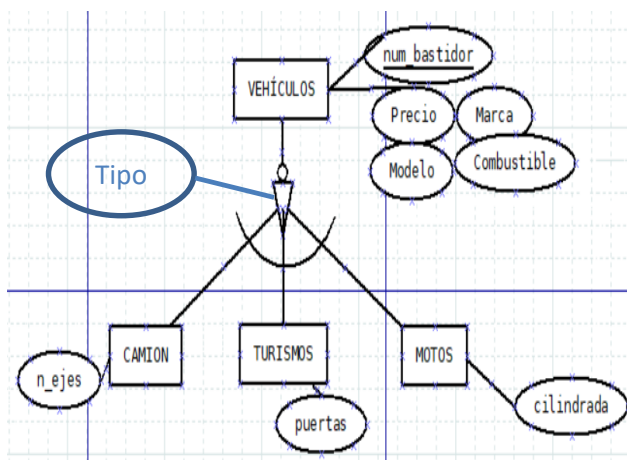 num_bastidor
VEHÍCULOS
Precio
Marca
Modelo
Combustible
Tipo
CAMION
TURISMOS
MOTOS
n_ejes
puertas
cilindrada